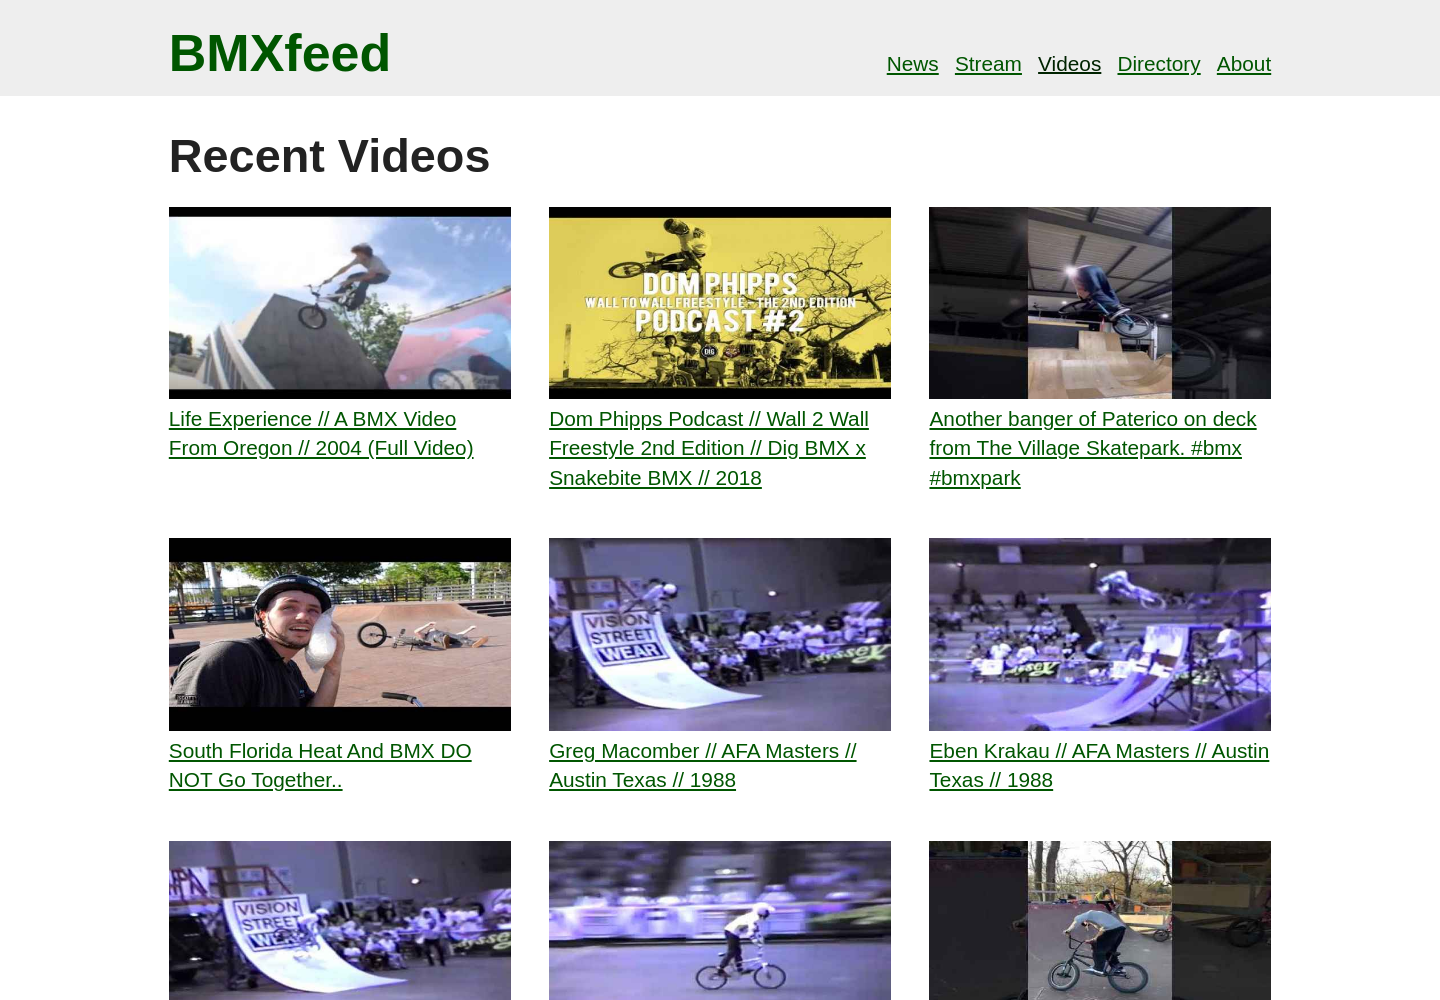 BMXfeed
News Stream Videos Directory About
Recent Videos
DOM PHIPPS
WALL TO WALL FREESTYLE - THE 2ND EDITION
PODCAST #2
DIG
Life Experience // A BMX Video
From Oregon // 2004 (Full Video)
Dom Phipps Podcast // Wall 2 Wall
Freestyle 2nd Edition // Dig BMX x
Snakebite BMX // 2018
Another banger of Paterico on deck
from The Village Skatepark. #bmx
#bmxpark
VISION
STREET
WEAR
South Florida Heat And BMX DO
NOT Go Together..
Greg Macomber // AFA Masters //
Austin Texas // 1988
Eben Krakau // AFA Masters // Austin
Texas // 1988
VISION
STREET
WEAR